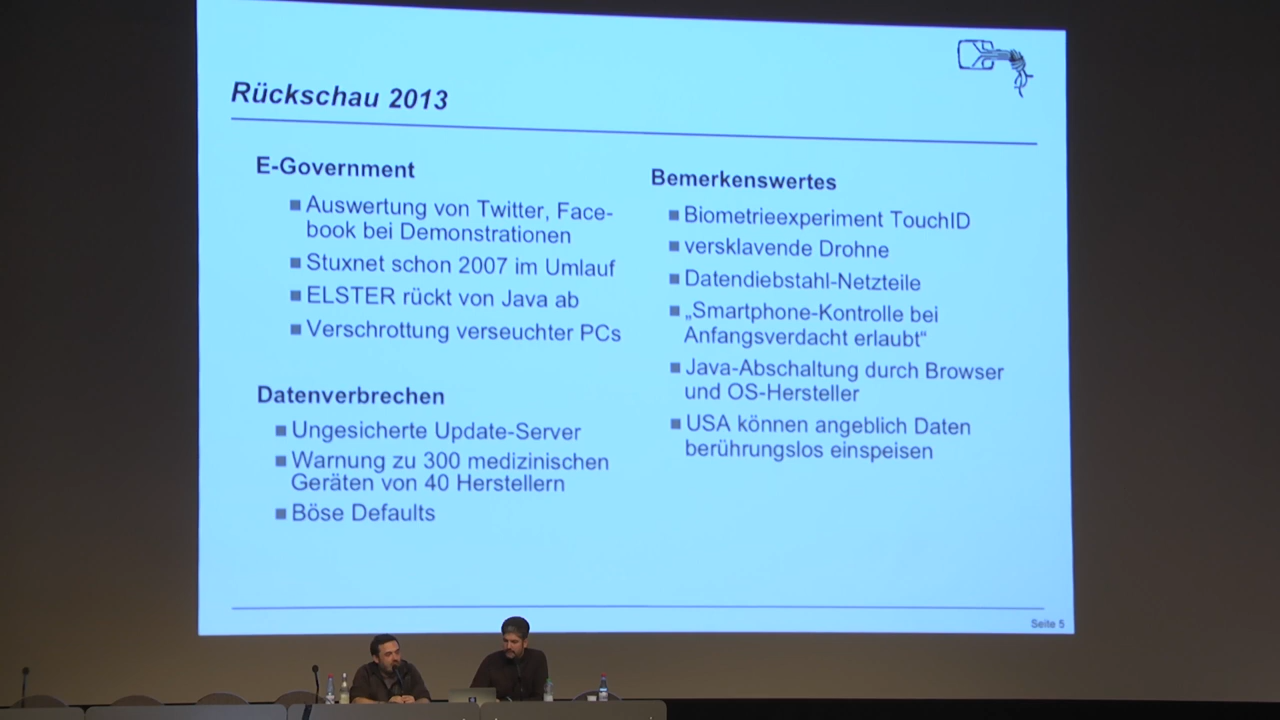 Rückschau 2013
E-Government
Auswertung von Twitter, Face-
book bei Demonstrationen
Stuxnet schon 2007 im Umlauf
ELSTER rückt von Java ab
Verschrottung verseuchter PCs
Datenverbrechen
Ungesicherte Update-Server
Warnung zu 300 medizinischen
Geräten von 40 Herstellern
Böse Defaults
Bemerkenswertes
Biometrieexperiment TouchID
versklavende Drohne
Datendiebstahl-Netzteile
„Smartphone-Kontrolle bei
Anfangsverdacht erlaubt“
Java-Abschaltung durch Browser
und OS-Hersteller
USA können angeblich Daten
berührungslos einspeisen
Seite 5